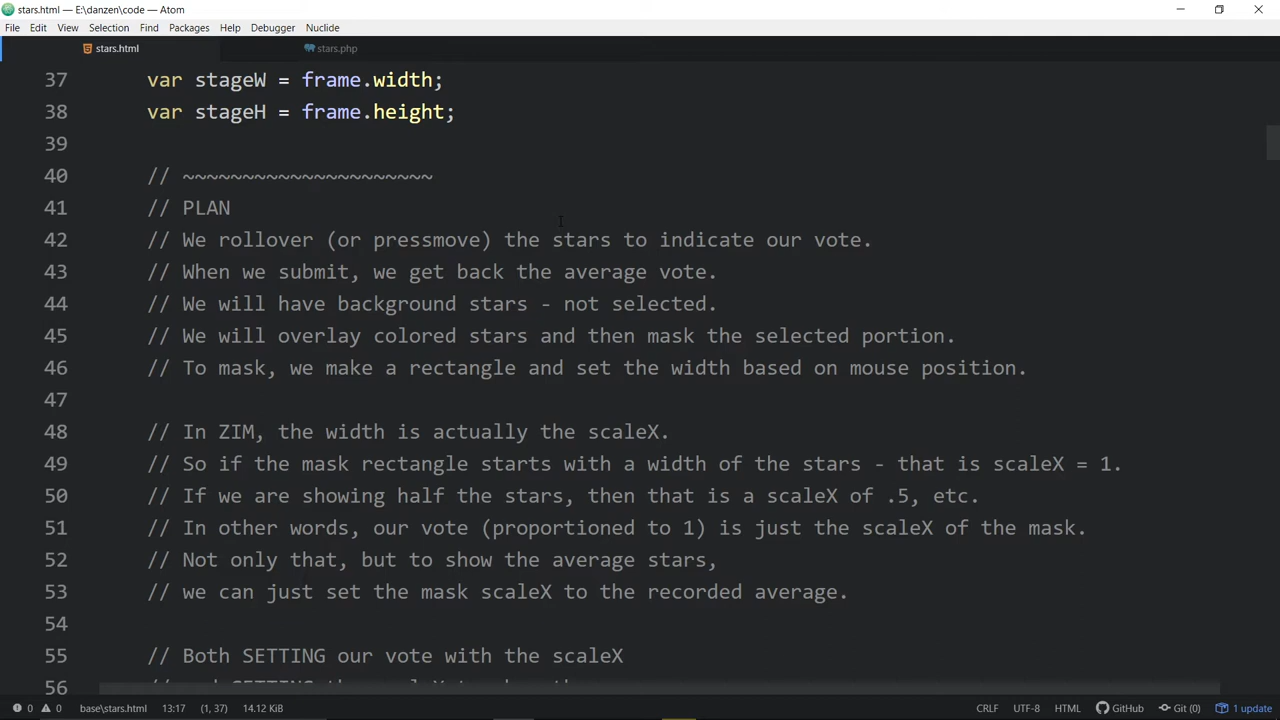 stars.html — E:\danzen\code — Atom
File Edit View Selection Find Packages Help Debugger Nuclide
stars.html stars.php
37 var stageW = frame.width;
38 var stageH = frame.height;
39
40 // ~~~~~~~~~~~~~~~~~~~~~
41 // PLAN
42 // We rollover (or pressmove) the stars to indicate our vote.
43 // When we submit, we get back the average vote.
44 // We will have background stars - not selected.
45 // We will overlay colored stars and then mask the selected portion.
46 // To mask, we make a rectangle and set the width based on mouse position.
47
48 // In ZIM, the width is actually the scaleX.
49 // So if the mask rectangle starts with a width of the stars - that is scaleX = 1.
50 // If we are showing half the stars, then that is a scaleX of .5, etc.
51 // In other words, our vote (proportioned to 1) is just the scaleX of the mask.
52 // Not only that, but to show the average stars,
53 // we can just set the mask scaleX to the recorded average.
54
55 // Both SETTING our vote with the scaleX
56
0 0 base\stars.html 13:17 (1, 37) 14.12 KiB CRLF UTF-8 HTML GitHub Git (0) 1 update